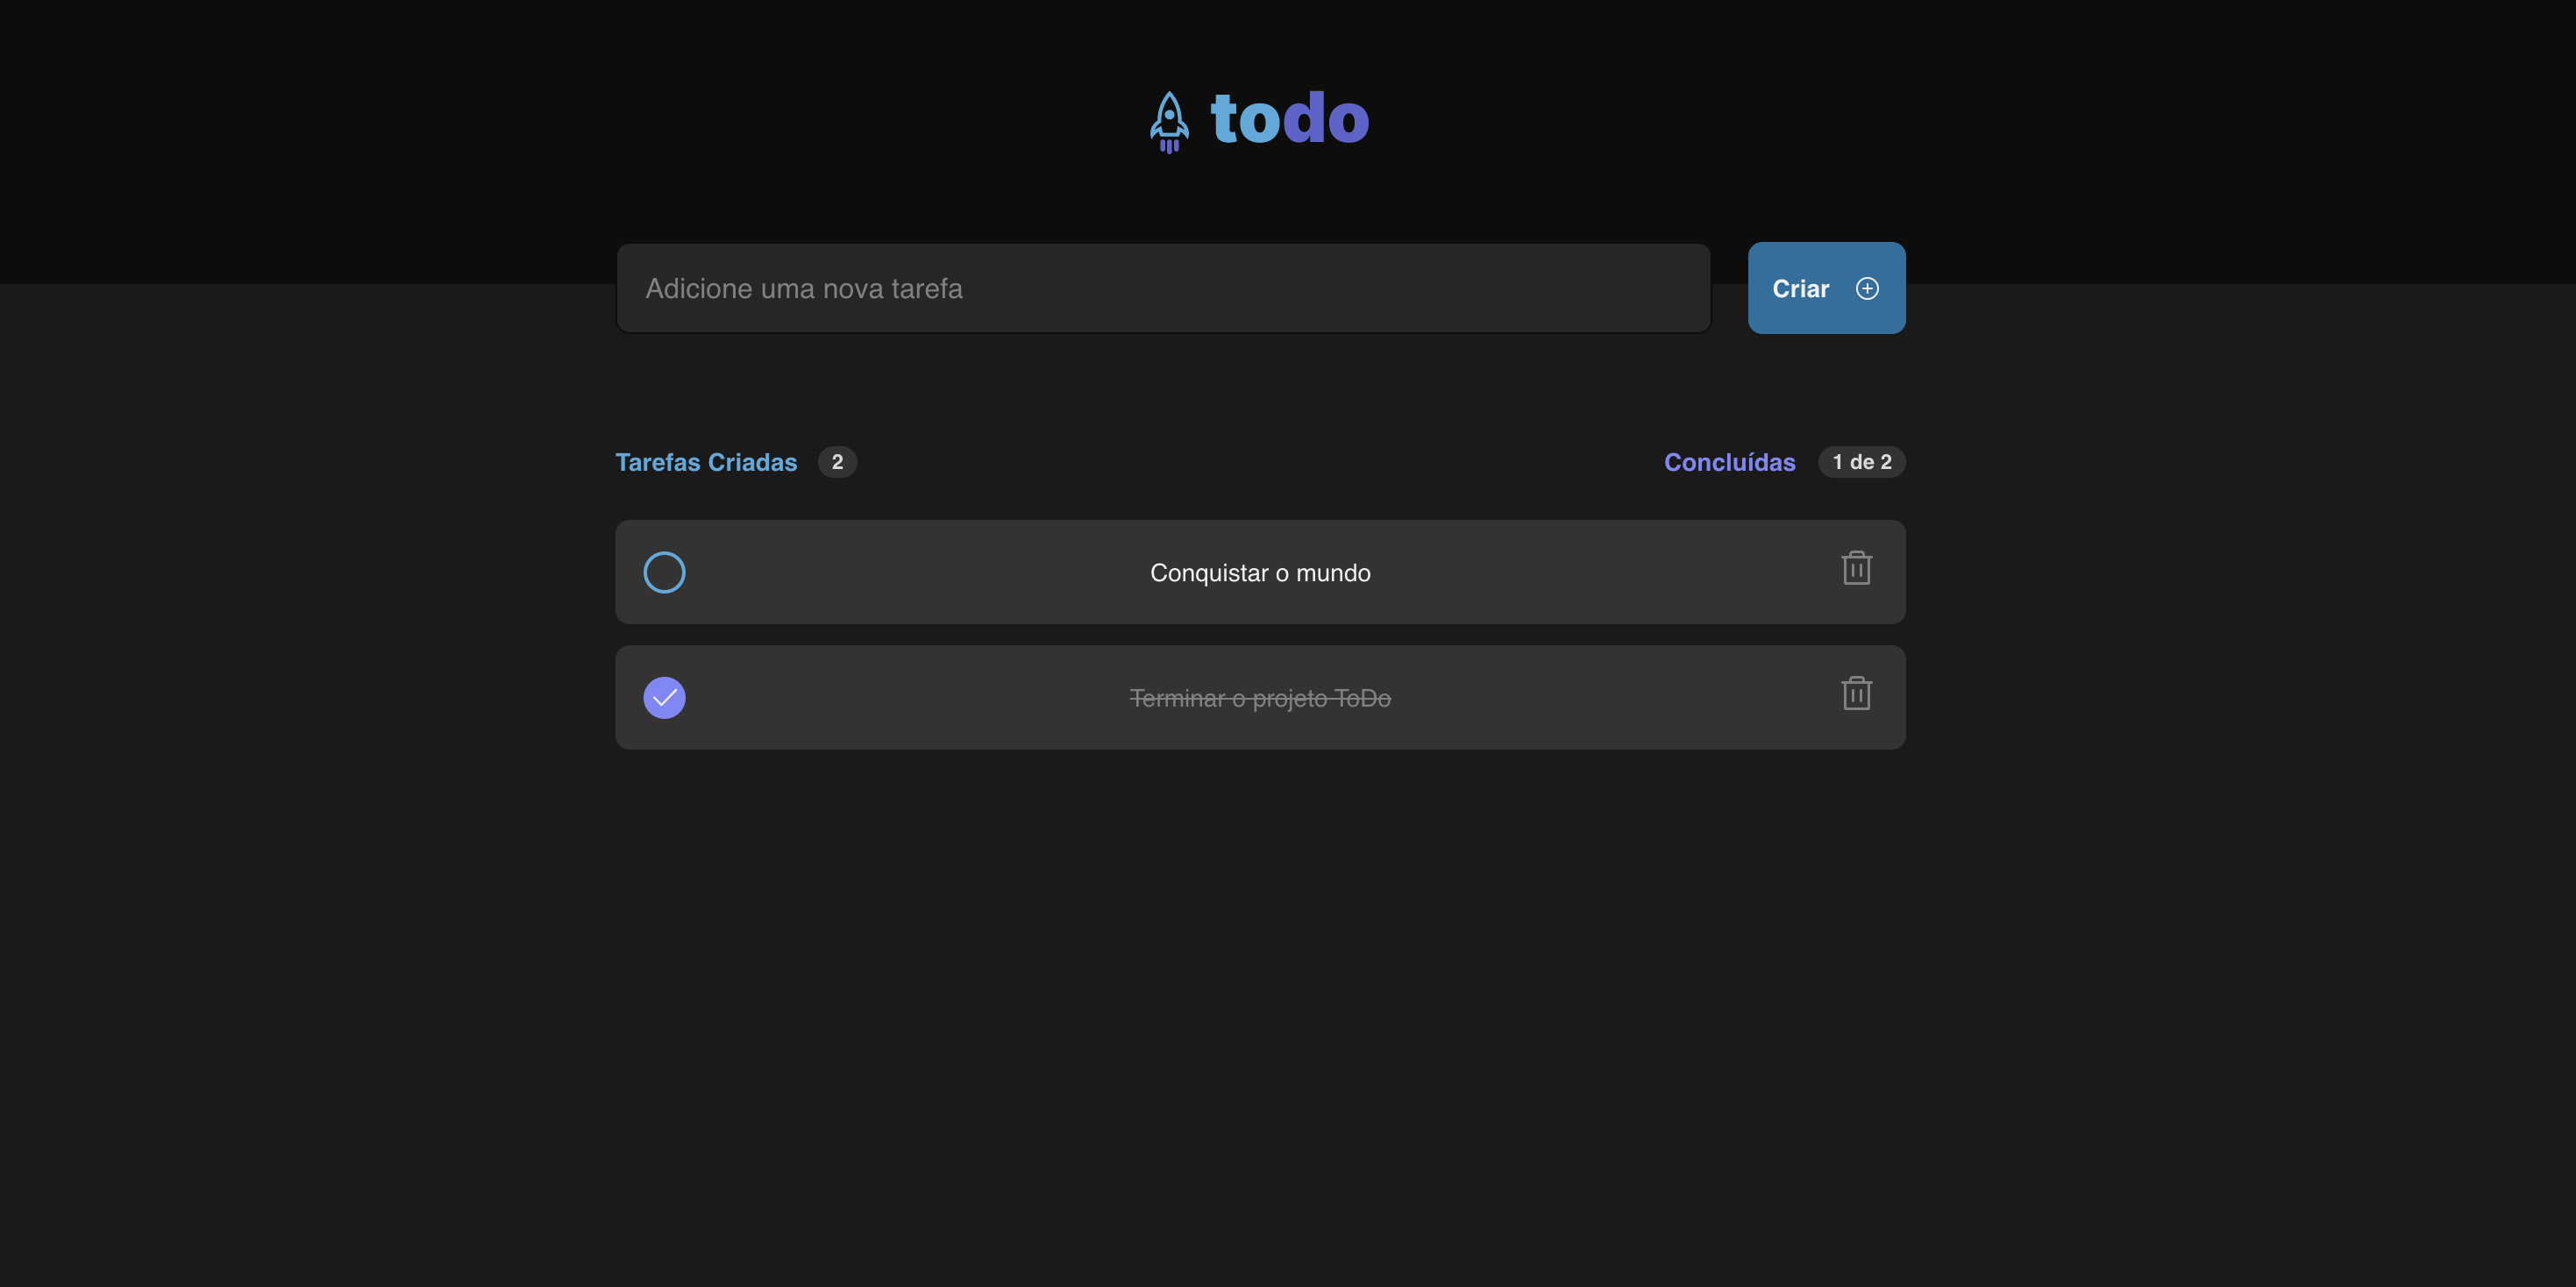 todo
Adicione uma nova tarefa
Criar
Tarefas Criadas 2
Concluídas 1 de 2
Conquistar o mundo
Terminar o projeto ToDo